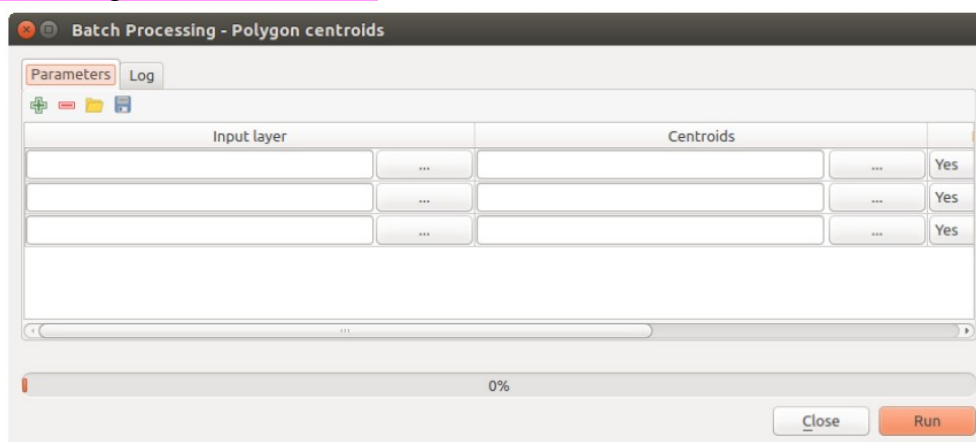 Batch Processing - Polygon centroids
Parameters Log
Input layer Centroids
... ... Yes
... ... Yes
... ... Yes
0%
Close Run